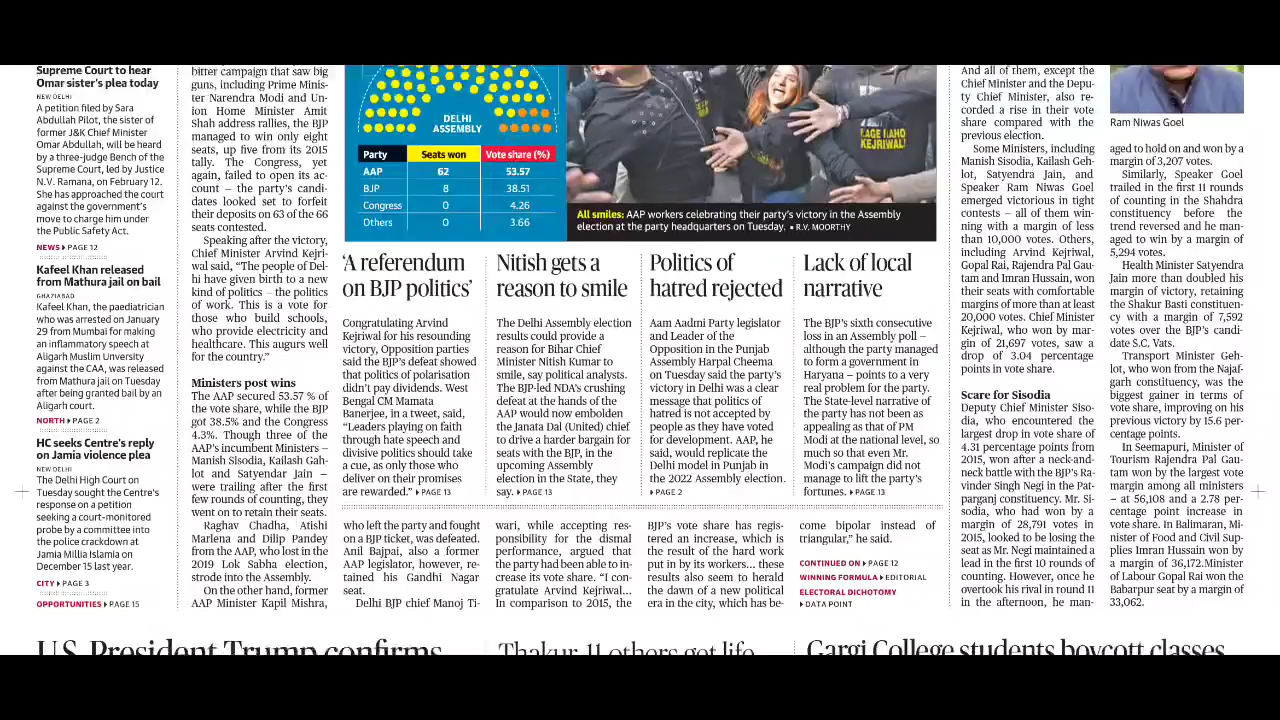 Supreme Court to hear
Omar sister's plea today
NEW DELHI
A petition filed by Sara
Abdullah Pilot, the sister of
former J&K Chief Minister
Omar Abdullah, will be heard
by a three-judge Bench of the
Supreme Court, led by Justice
N.V. Ramana, on February 12.
She has approached the court
against the government's
move to charge him under
the Public Safety Act.
NEWS PAGE 12
Kafeel Khan released
from Mathura jail on bail
GHAZIABAD
Kafeel Khan, the paediatrician
who was arrested on January
29 from Mumbai for making
an inflammatory speech at
Aligarh Muslim Unversity
against the CAA, was released
from Mathura jail on Tuesday
after being granted bail by an
Aligarh court.
NORTH PAGE 2
HC seeks Centre's reply
on Jamia violence plea
NEW DELHI
The Delhi High Court on
Tuesday sought the Centre's
response on a petition
seeking a court-monitored
probe by a committee into
the police crackdown at
Jamia Millia Islamia on
December 15 last year.
CITY PAGE 3
OPPORTUNITIES PAGE 15
bitter campaign that saw big
guns, including Prime Minis-
ter Narendra Modi and Un-
ion Home Minister Amit
Shah address rallies, the BJP
managed to win only eight
seats, up five from its 2015
tally. The Congress, yet
again, failed to open its ac-
count – the party's candi-
dates looked set to forfeit
their deposits on 63 of the 66
seats contested.
Speaking after the victory,
Chief Minister Arvind Kejri-
wal said, "The people of Del-
hi have given birth to a new
kind of politics – the politics
of work. This is a vote for
those who build schools,
who provide electricity and
healthcare. This augurs well
for the country."
Ministers post wins
The AAP secured 53.57 % of
the vote share, while the BJP
got 38.5% and the Congress
4.3%. Though three of the
AAP's incumbent Ministers –
Manish Sisodia, Kailash Gah-
lot and Satyendar Jain –
were trailing after the first
few rounds of counting, they
went on to retain their seats.
Raghav Chadha, Atishi
Marlena and Dilip Pandey
from the AAP, who lost in the
2019 Lok Sabha election,
strode into the Assembly.
On the other hand, former
AAP Minister Kapil Mishra,
DELHI
ASSEMBLY
Party Seats won Vote share (%)
AAP 62 53.57
BJP 8 38.51
Congress 0 4.26
Others 0 3.66
LAGE RAHO
KEJRIWAL!
All smiles: AAP workers celebrating their party's victory in the Assembly
election at the party headquarters on Tuesday. • R.V. MOORTHY
'A referendum
on BJP politics'
Congratulating Arvind
Kejriwal for his resounding
victory, Opposition parties
said the BJP's defeat showed
that politics of polarisation
didn't pay dividends. West
Bengal CM Mamata
Banerjee, in a tweet, said,
"Leaders playing on faith
through hate speech and
divisive politics should take
a cue, as only those who
deliver on their promises
are rewarded." PAGE 13
Nitish gets a
reason to smile
The Delhi Assembly election
results could provide a
reason for Bihar Chief
Minister Nitish Kumar to
smile, say political analysts.
The BJP-led NDA's crushing
defeat at the hands of the
AAP would now embolden
the Janata Dal (United) chief
to drive a harder bargain for
seats with the BJP, in the
upcoming Assembly
election in the State, they
say. PAGE 13
Politics of
hatred rejected
Aam Aadmi Party legislator
and Leader of the
Opposition in the Punjab
Assembly Harpal Cheema
on Tuesday said the party's
victory in Delhi was a clear
message that politics of
hatred is not accepted by
people as they have voted
for development. AAP, he
said, would replicate the
Delhi model in Punjab in
the 2022 Assembly election.
PAGE 2
Lack of local
narrative
The BJP's sixth consecutive
loss in an Assembly poll –
although the party managed
to form a government in
Haryana – points to a very
real problem for the party.
The State-level narrative of
the party has not been as
appealing as that of PM
Modi at the national level, so
much so that even Mr.
Modi's campaign did not
manage to lift the party's
fortunes. PAGE 13
who left the party and fought
on a BJP ticket, was defeated.
Anil Bajpai, also a former
AAP legislator, however, re-
tained his Gandhi Nagar
seat.
Delhi BJP chief Manoj Ti-
wari, while accepting res-
ponsibility for the dismal
performance, argued that
the party had been able to in-
crease its vote share. "I con-
gratulate Arvind Kejriwal...
In comparison to 2015, the
BJP's vote share has regis-
tered an increase, which is
the result of the hard work
put in by its workers... these
results also seem to herald
the dawn of a new political
era in the city, which has be-
come bipolar instead of
triangular," he said.
CONTINUED ON PAGE 12
WINNING FORMULA EDITORIAL
ELECTORAL DICHOTOMY
DATA POINT
And all of them, except the
Chief Minister and the Depu-
ty Chief Minister, also re-
corded a rise in their vote
share compared with the
previous election.
Some Ministers, including
Manish Sisodia, Kailash Geh-
lot, Satyendra Jain, and
Speaker Ram Niwas Goel
emerged victorious in tight
contests – all of them win-
ning with a margin of less
than 10,000 votes. Others,
including Arvind Kejriwal,
Gopal Rai, Rajendra Pal Gau-
tam and Imran Hussain, won
their seats with comfortable
margins of more than at least
20,000 votes. Chief Minister
Kejriwal, who won by mar-
gin of 21,697 votes, saw a
drop of 3.04 percentage
points in vote share.
Scare for Sisodia
Deputy Chief Minister Siso-
dia, who encountered the
largest drop in vote share of
4.31 percentage points from
2015, won after a neck-and-
neck battle with the BJP's Ra-
vinder Singh Negi in the Pat-
parganj constituency. Mr. Si-
sodia, who had won by a
margin of 28,791 votes in
2015, looked to be losing the
seat as Mr. Negi maintained a
lead in the first 10 rounds of
counting. However, once he
overtook his rival in round 11
in the afternoon, he man-
Ram Niwas Goel
aged to hold on and won by a
margin of 3,207 votes.
Similarly, Speaker Goel
trailed in the first 11 rounds
of counting in the Shahdra
constituency before the
trend reversed and he man-
aged to win by a margin of
5,294 votes.
Health Minister Satyendra
Jain more than doubled his
margin of victory, retaining
the Shakur Basti constituen-
cy with a margin of 7,592
votes over the BJP's candi-
date S.C. Vats.
Transport Minister Geh-
lot, who won from the Najaf-
garh constituency, was the
biggest gainer in terms of
vote share, improving on his
previous victory by 15.6 per-
centage points.
In Seemapuri, Minister of
Tourism Rajendra Pal Gau-
tam won by the largest vote
margin among all ministers
– at 56,108 and a 2.78 per-
centage point increase in
vote share. In Balimaran, Mi-
nister of Food and Civil Sup-
plies Imran Hussain won by
a margin of 36,172.Minister
of Labour Gopal Rai won the
Babarpur seat by a margin of
33,062.
U.S. President Trump confirms
Thakur, 11 others got life
Gargi College students boycott classes